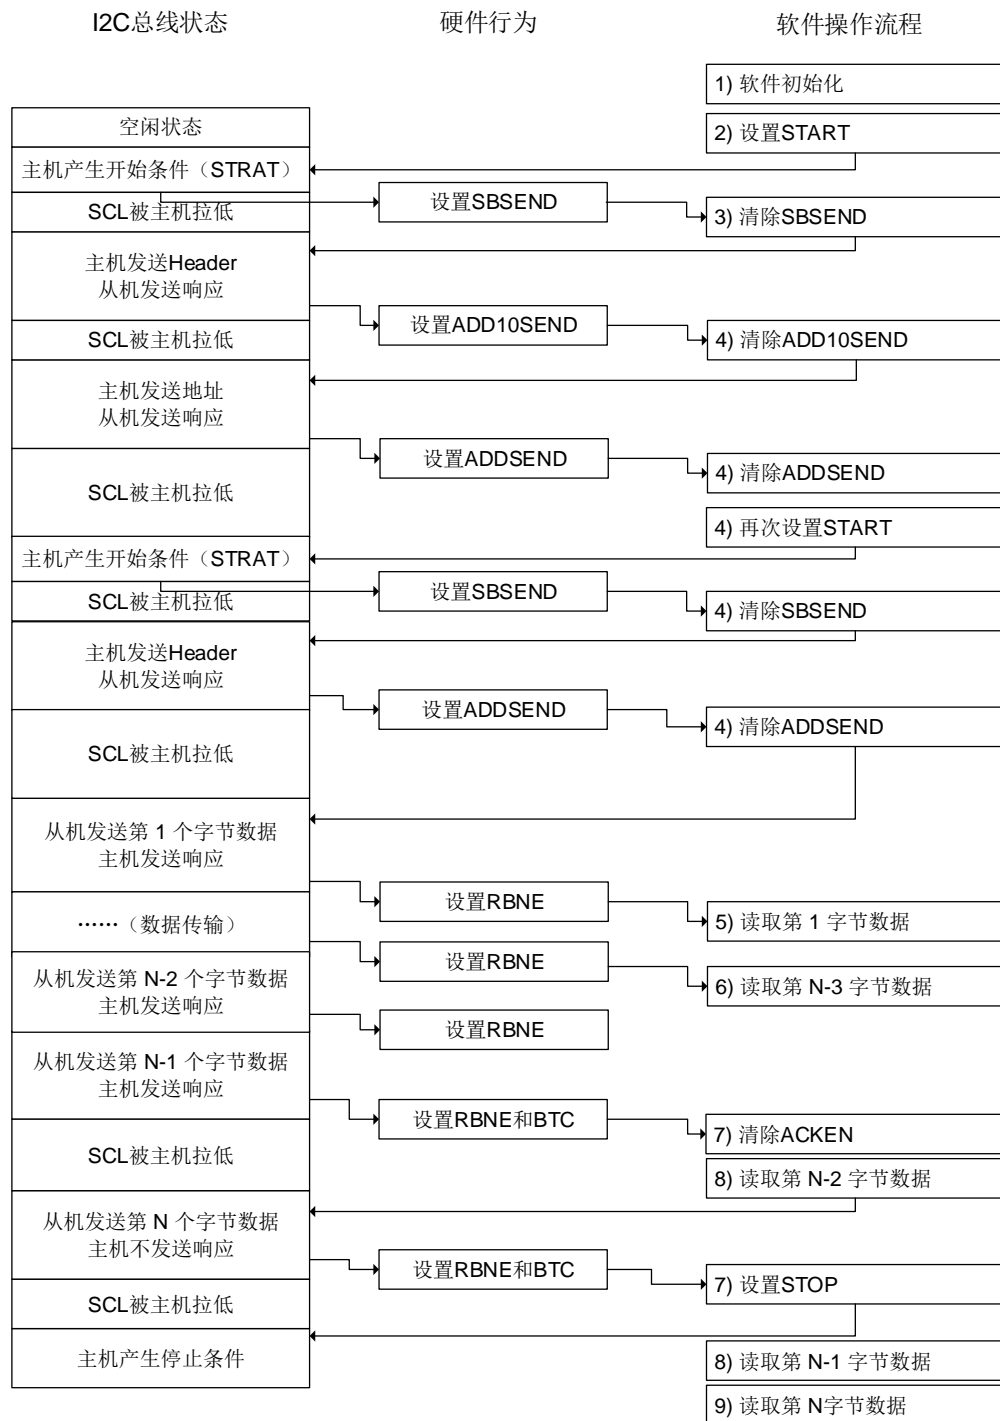 I2C总线状态 硬件行为 软件操作流程
1) 软件初始化
空闲状态
2) 设置START
主机产生开始条件（STRAT）
设置SBSEND
SCL被主机拉低
3) 清除SBSEND
主机发送Header
从机发送响应
设置ADD10SEND
SCL被主机拉低
4) 清除ADD10SEND
主机发送地址
从机发送响应
设置ADDSEND
4) 清除ADDSEND
SCL被主机拉低
4) 再次设置START
主机产生开始条件（STRAT）
设置SBSEND
SCL被主机拉低
4) 清除SBSEND
主机发送Header
从机发送响应
设置ADDSEND
4) 清除ADDSEND
SCL被主机拉低
从机发送第 1 个字节数据
主机发送响应
设置RBNE
5) 读取第 1 字节数据
……（数据传输）
设置RBNE
6) 读取第 N-3 字节数据
从机发送第 N-2 个字节数据
主机发送响应
设置RBNE
从机发送第 N-1 个字节数据
主机发送响应
设置RBNE和BTC
7) 清除ACKEN
SCL被主机拉低
8) 读取第 N-2 字节数据
从机发送第 N 个字节数据
主机不发送响应
设置RBNE和BTC
7) 设置STOP
SCL被主机拉低
主机产生停止条件
8) 读取第 N-1 字节数据
9) 读取第 N字节数据